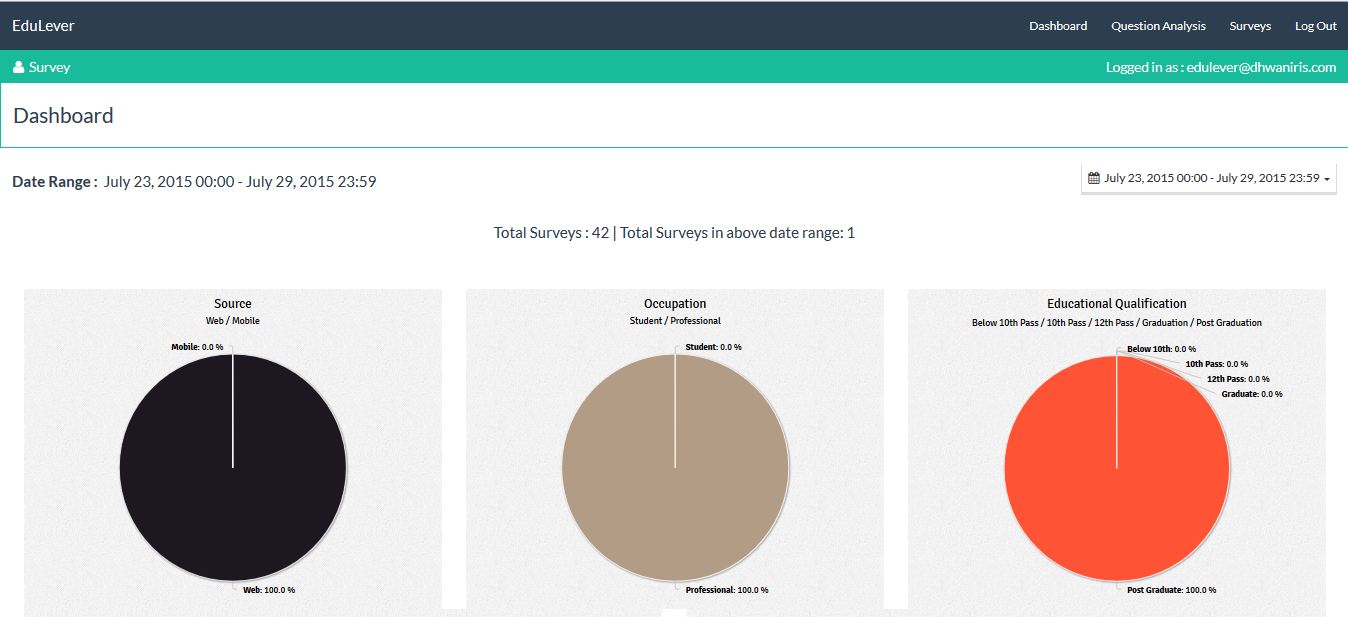 EduLever
Dashboard Question Analysis Surveys Log Out
Survey
Logged in as : edulever@dhwaniris.com
Dashboard
Date Range : July 23, 2015 00:00 - July 29, 2015 23:59
July 23, 2015 00:00 - July 29, 2015 23:59
Total Surveys : 42 | Total Surveys in above date range: 1
Source
Web / Mobile
Mobile: 0.0 %
Web: 100.0 %
Occupation
Student / Professional
Student: 0.0 %
Professional: 100.0 %
Educational Qualification
Below 10th Pass / 10th Pass / 12th Pass / Graduation / Post Graduation
Below 10th: 0.0 %
10th Pass: 0.0 %
12th Pass: 0.0 %
Graduate: 0.0 %
Post Graduate: 100.0 %